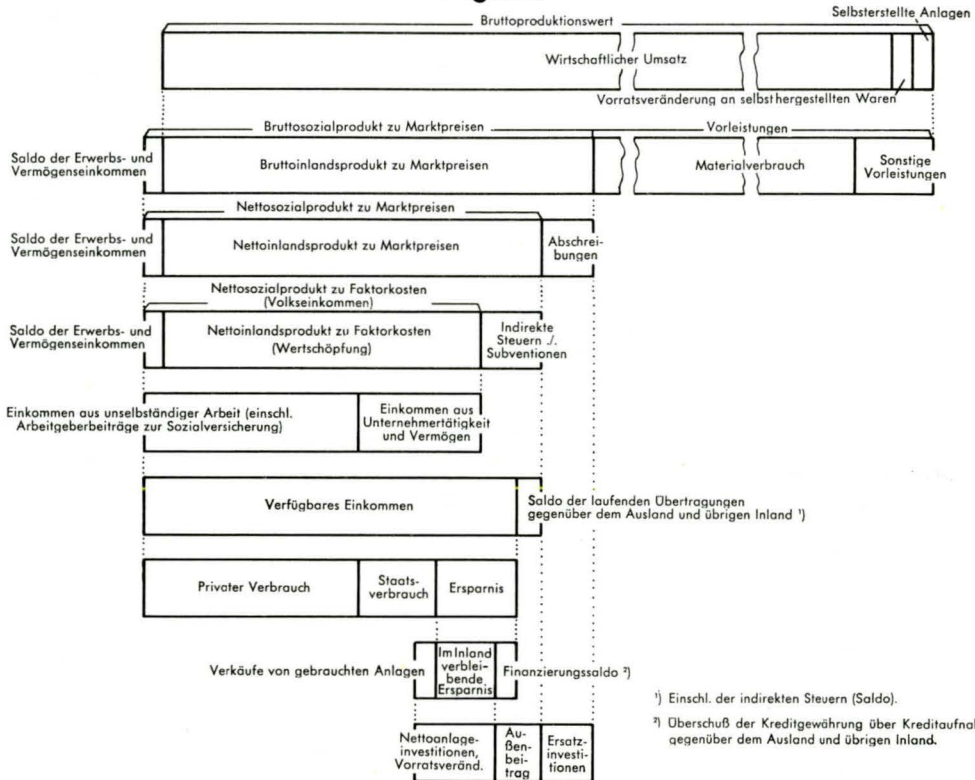 Bruttoproduktionswert
Selbsterstellte Anlagen
Wirtschaftlicher Umsatz
Vorratsveränderung an selbsthergestellten Waren
Bruttosozialprodukt zu Marktpreisen
Vorleistungen
Saldo der Erwerbs- und
Vermögenseinkommen
Bruttoinlandsprodukt zu Marktpreisen
Materialverbrauch
Sonstige
Vorleistungen
Nettosozialprodukt zu Marktpreisen
Saldo der Erwerbs- und
Vermögenseinkommen
Nettoinlandsprodukt zu Marktpreisen
Abschrei-
bungen
Nettosozialprodukt zu Faktorkosten
(Volkseinkommen)
Saldo der Erwerbs- und
Vermögenseinkommen
Nettoinlandsprodukt zu Faktorkosten
(Wertschöpfung)
Indirekte
Steuern ./.
Subventionen
Einkommen aus unselbständiger Arbeit (einschl.
Arbeitgeberbeiträge zur Sozialversicherung)
Einkommen aus
Unternehmertätigkeit
und Vermögen
Verfügbares Einkommen
Saldo der laufenden Übertragungen
gegenüber dem Ausland und übrigen Inland ¹)
Privater Verbrauch
Staats-
verbrauch
Ersparnis
Verkäufe von gebrauchten Anlagen
Im Inland
verblei-
bende
Ersparnis
Finanzierungssaldo ²)
Nettoanlage-
investitionen,
Vorratsveränd.
Au-
ßen-
bei-
trag
Ersatz-
investi-
tionen
¹) Einschl. der indirekten Steuern (Saldo).
²) Überschuß der Kreditgewährung über Kreditaufnah
gegenüber dem Ausland und übrigen Inland.